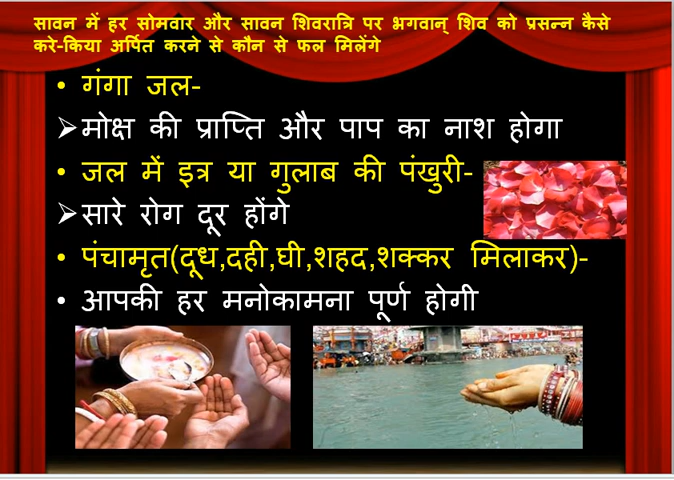 सावन में हर सोमवार और सावन शिवरात्रि पर भगवान् शिव को प्रसन्न कैसे
करे-किया अर्पित करने से कौन से फल मिलेंगे
• गंगा जल-
➢मोक्ष की प्राप्ति और पाप का नाश होगा
• जल में इत्र या गुलाब की पंखुरी-
➢सारे रोग दूर होंगे
• पंचामृत(दूध,दही,घी,शहद,शक्कर मिलाकर)-
• आपकी हर मनोकामना पूर्ण होगी